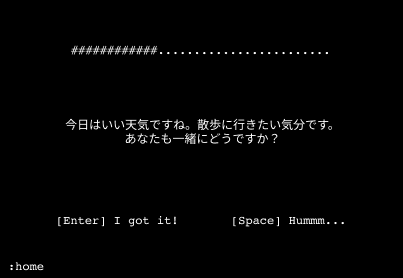 ############........................
今日はいい天気ですね。散歩に行きたい気分です。
あなたも一緒にどうですか？
[Enter] I got it! [Space] Hummm...
:home